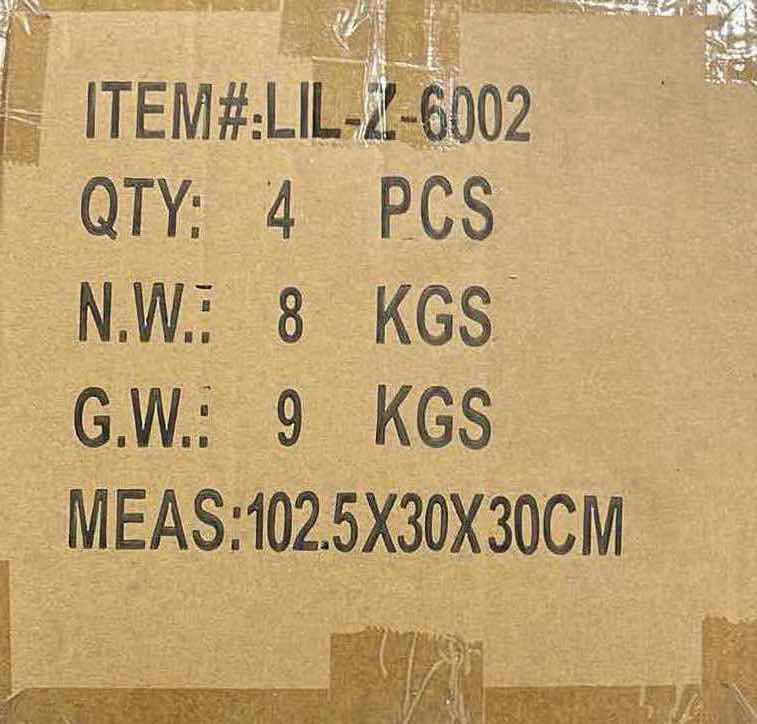 ITEM#:LIL-Z-6002
QTY: 4 PCS
N.W.: 8 KGS
G.W.: 9 KGS
MEAS:102.5X30X30CM